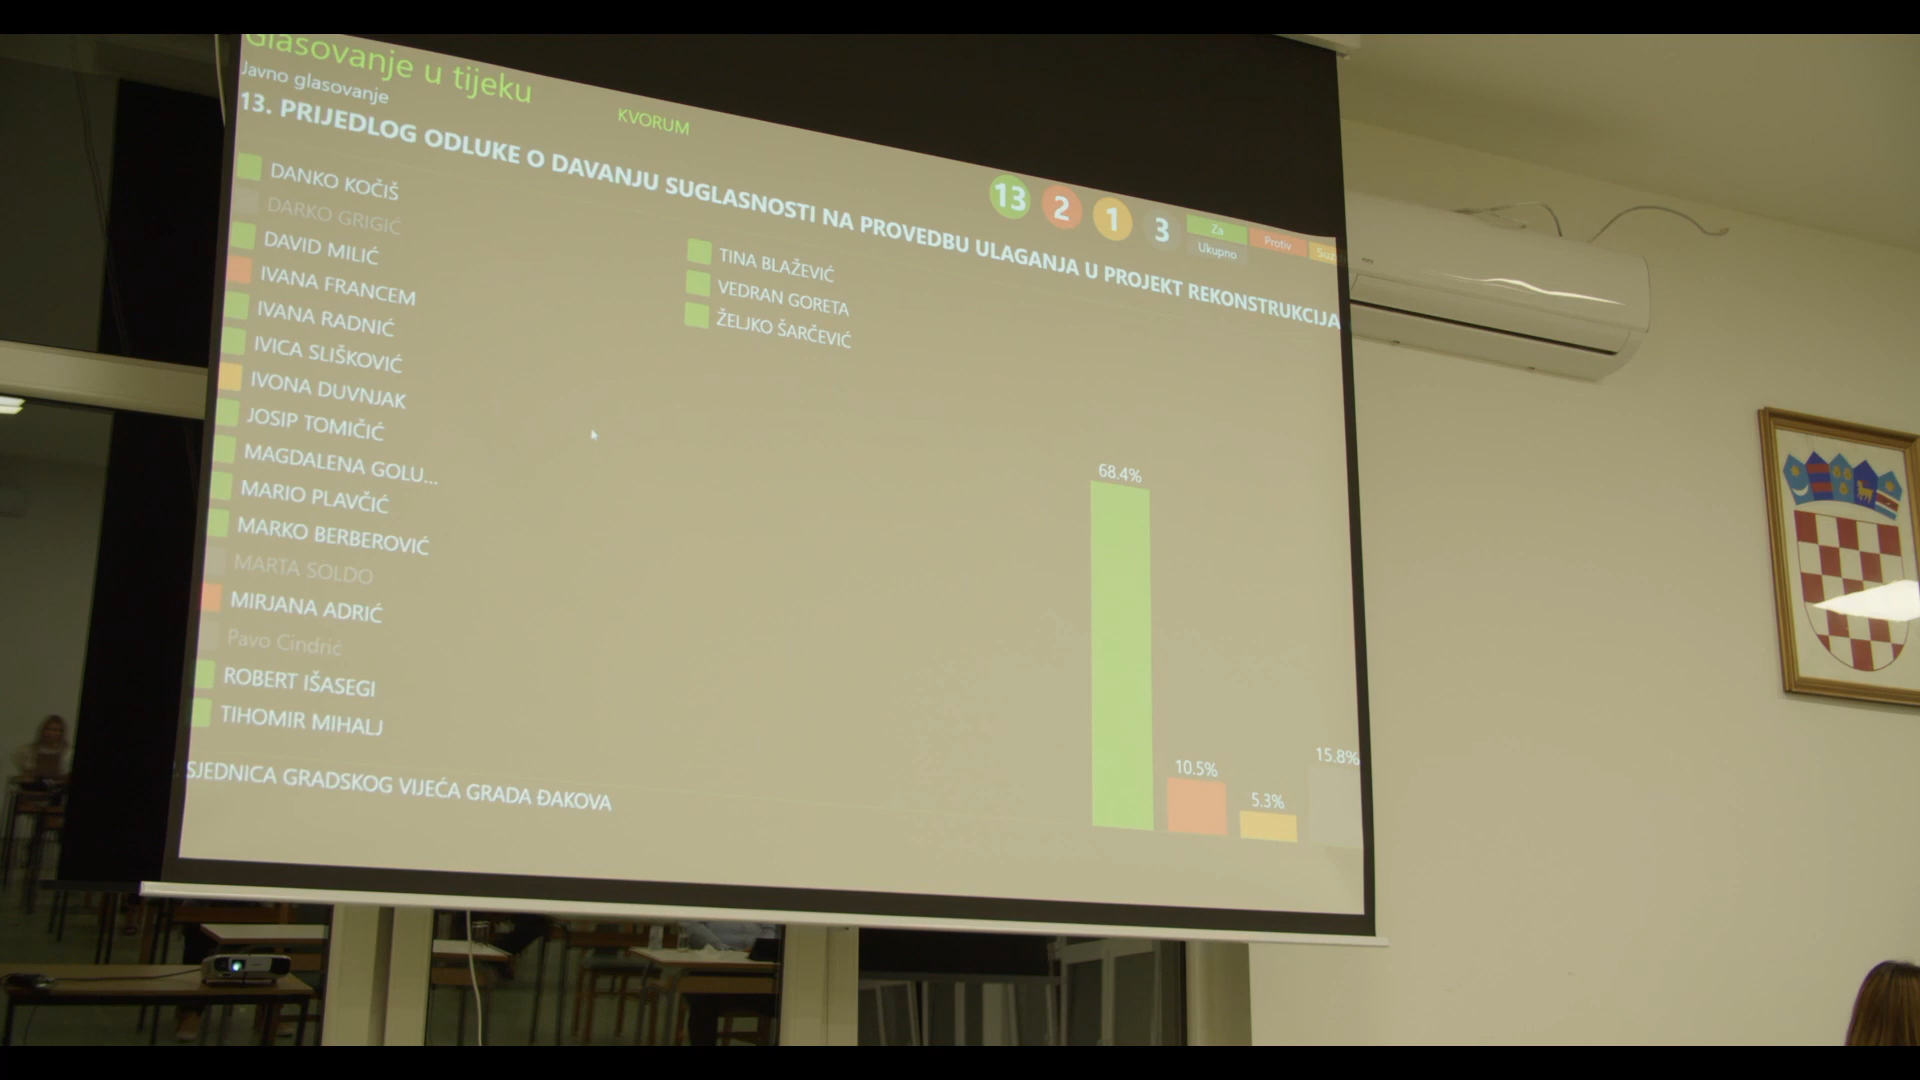 Glasovanje u tijeku
Javno glasovanje
KVORUM
13. PRIJEDLOG ODLUKE O DAVANJU SUGLASNOSTI NA PROVEDBU ULAGANJA U PROJEKT REKONSTRUKCIJA
13 2 1 3
Za Protiv
Ukupno
DANKO KOČIŠ
DARKO GRIGIĆ
DAVID MILIĆ
IVANA FRANCEM
IVANA RADNIĆ
IVICA SLIŠKOVIĆ
IVONA DUVNJAK
JOSIP TOMIČIĆ
MAGDALENA GOLU...
MARIO PLAVČIĆ
MARKO BERBEROVIĆ
MARTA SOLDO
MIRJANA ADRIĆ
Pavo Cindrić
ROBERT IŠASEGI
TIHOMIR MIHALJ
TINA BLAŽEVIĆ
VEDRAN GORETA
ŽELJKO ŠARČEVIĆ
68.4%
10.5%
5.3%
15.8%
SJEDNICA GRADSKOG VIJEĆA GRADA ĐAKOVA